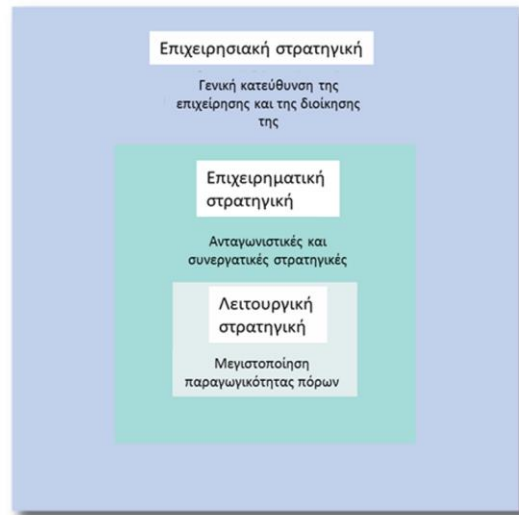 Επιχειρησιακή στρατηγική
Γενική κατεύθυνση της
επιχείρησης και της διοίκησης
της
Επιχειρηματική
στρατηγική
Ανταγωνιστικές και
συνεργατικές στρατηγικές
Λειτουργική
στρατηγική
Μεγιστοποίηση
παραγωγικότητας πόρων